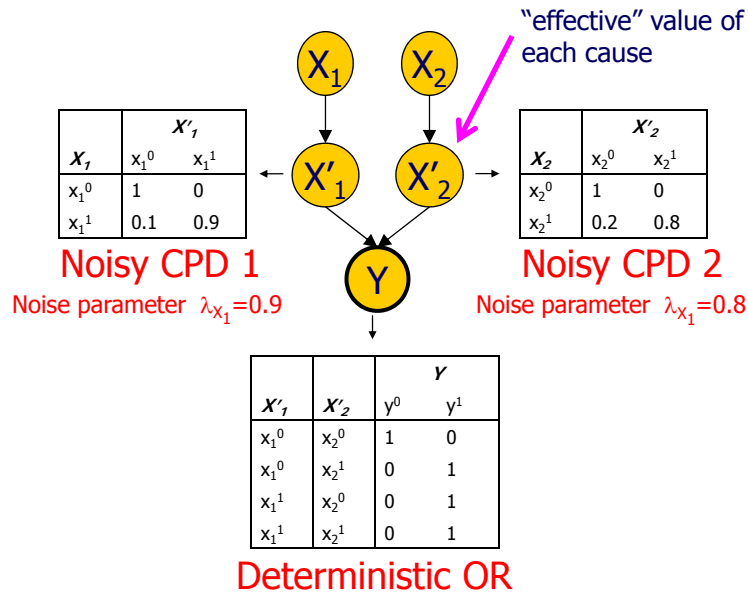 “effective” value of
each cause
X₁ X₂
X'₁
X₁ x₁⁰ x₁¹
x₁⁰ 1 0
x₁¹ 0.1 0.9
X'₁ X'₂
X'₂
X₂ x₂⁰ x₂¹
x₂⁰ 1 0
x₂¹ 0.2 0.8
Noisy CPD 1
Noise parameter λX₁=0.9
Y
Noisy CPD 2
Noise parameter λX₁=0.8
Y
X'₁ X'₂ y⁰ y¹
x₁⁰ x₂⁰ 1 0
x₁⁰ x₂¹ 0 1
x₁¹ x₂⁰ 0 1
x₁¹ x₂¹ 0 1
Deterministic OR